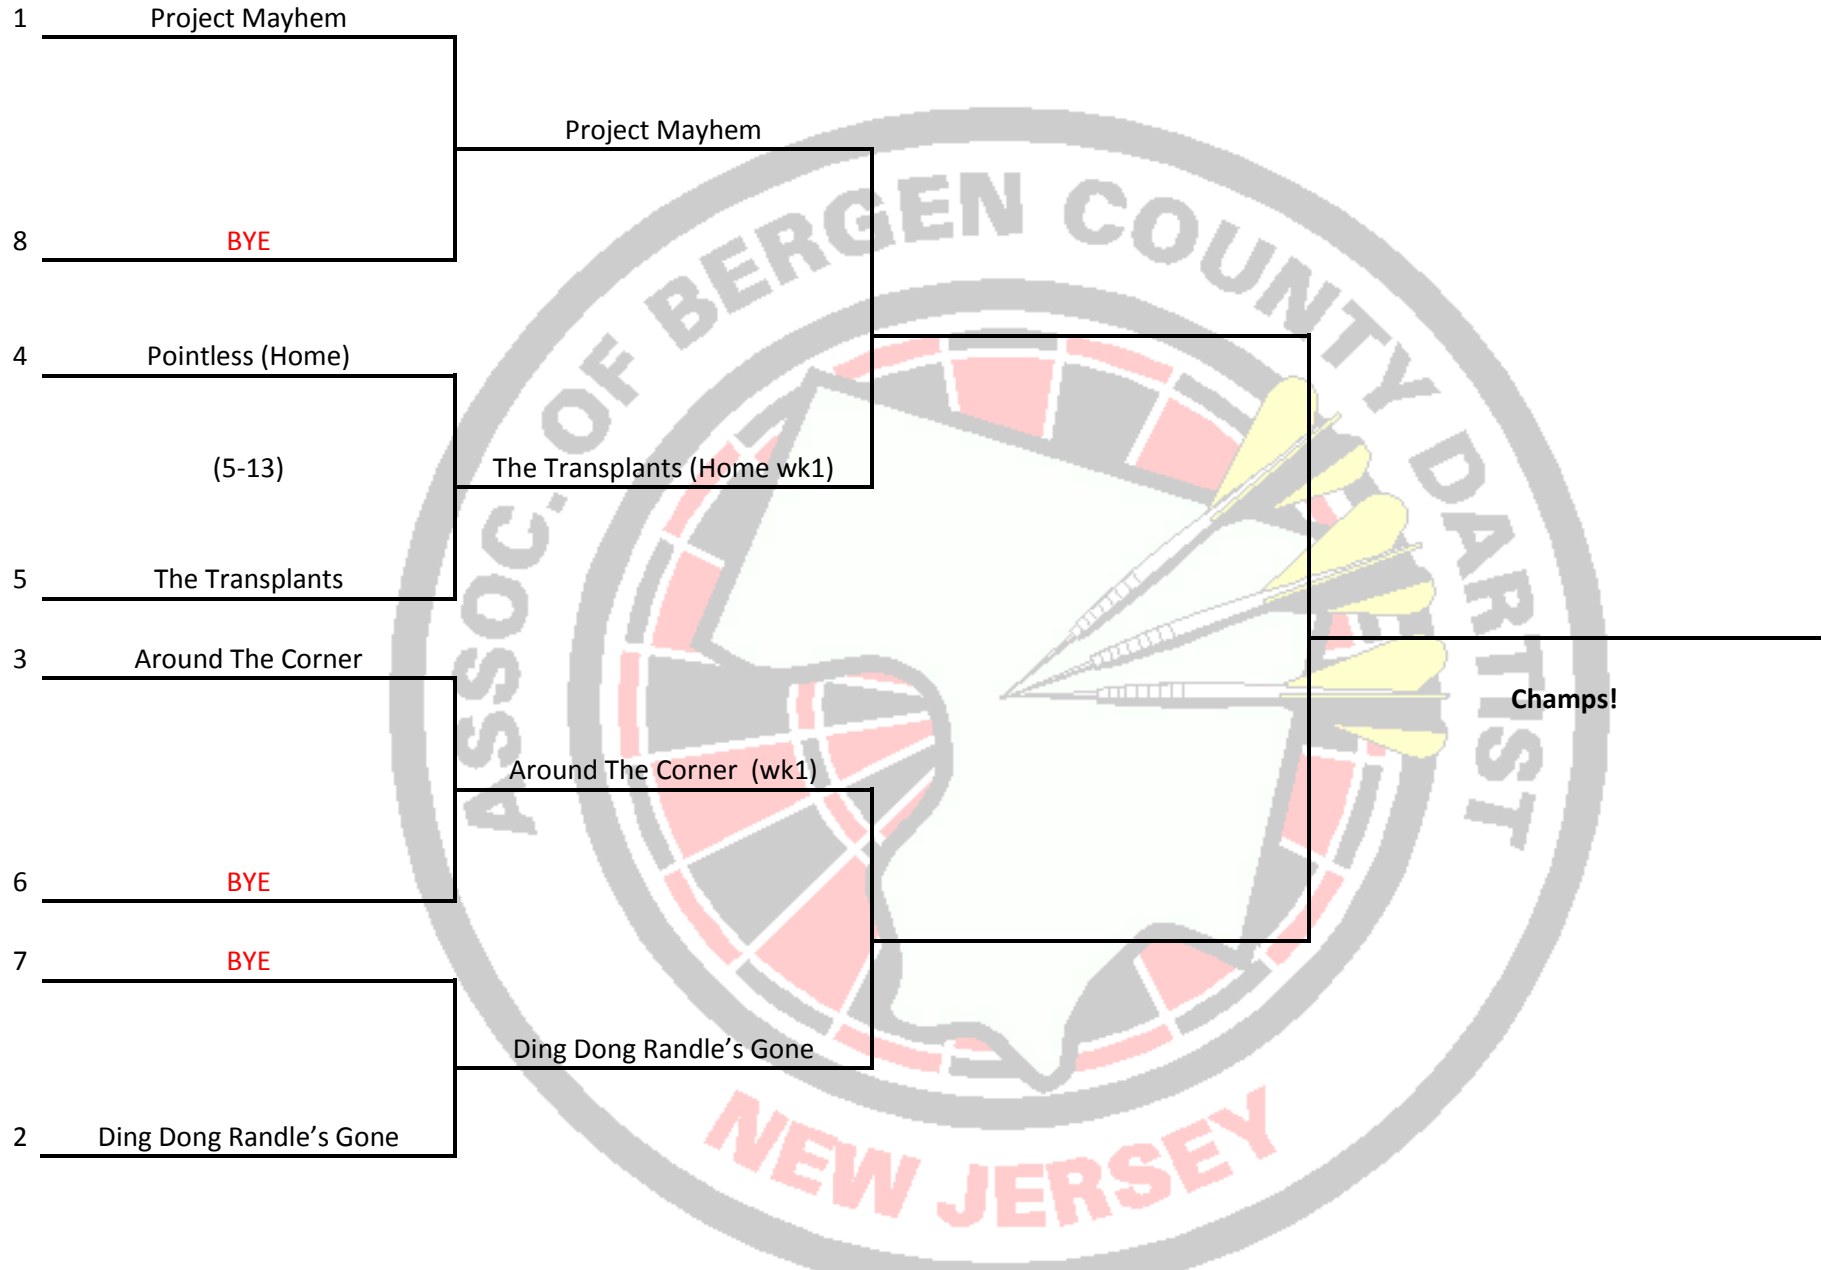 1 Project Mayhem
Project Mayhem
8 BYE
4 Pointless (Home)
(5-13)
The Transplants (Home wk1)
5 The Transplants
3 Around The Corner
Around The Corner (wk1)
6 BYE
7 BYE
Ding Dong Randle’s Gone
2 Ding Dong Randle’s Gone
Champs!
ASSOC. OF BERGEN COUNTY DARTIST
NEW JERSEY